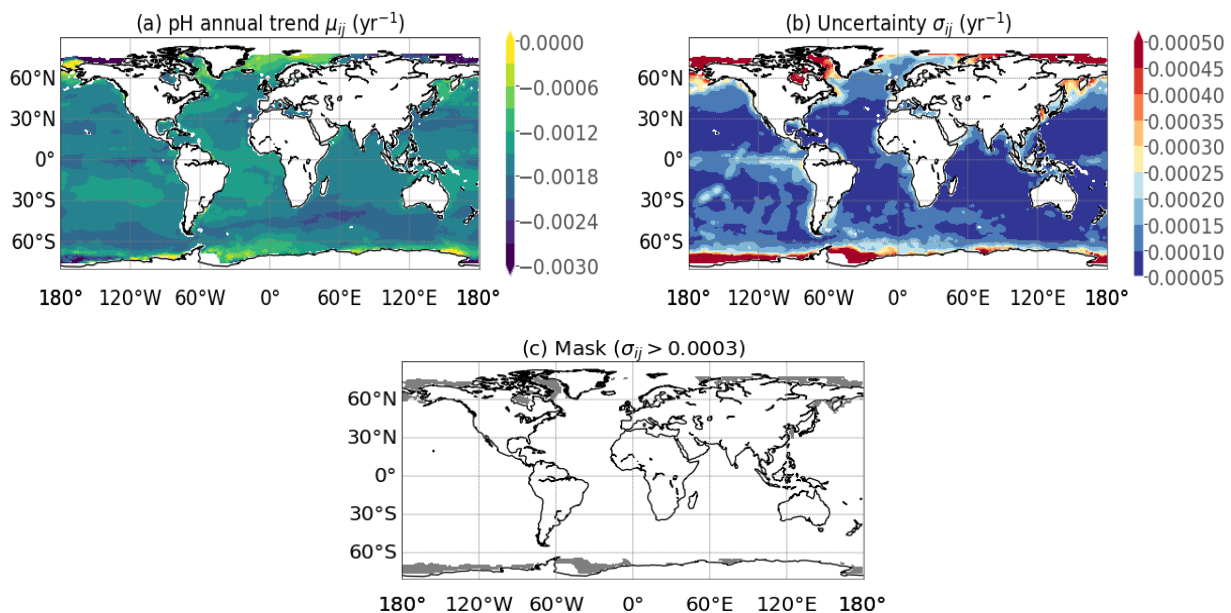 (a) pH annual trend μij (yr−1)
0.0000
−0.0006
−0.0012
−0.0018
−0.0024
−0.0030
60°N
30°N
0°
30°S
60°S
180° 120°W 60°W 0° 60°E 120°E 180°
(b) Uncertainty σij (yr−1)
0.00050
0.00045
0.00040
0.00035
0.00030
0.00025
0.00020
0.00015
0.00010
0.00005
60°N
30°N
0°
30°S
60°S
180° 120°W 60°W 0° 60°E 120°E 180°
(c) Mask (σij > 0.0003)
60°N
30°N
0°
30°S
60°S
180° 120°W 60°W 0° 60°E 120°E 180°